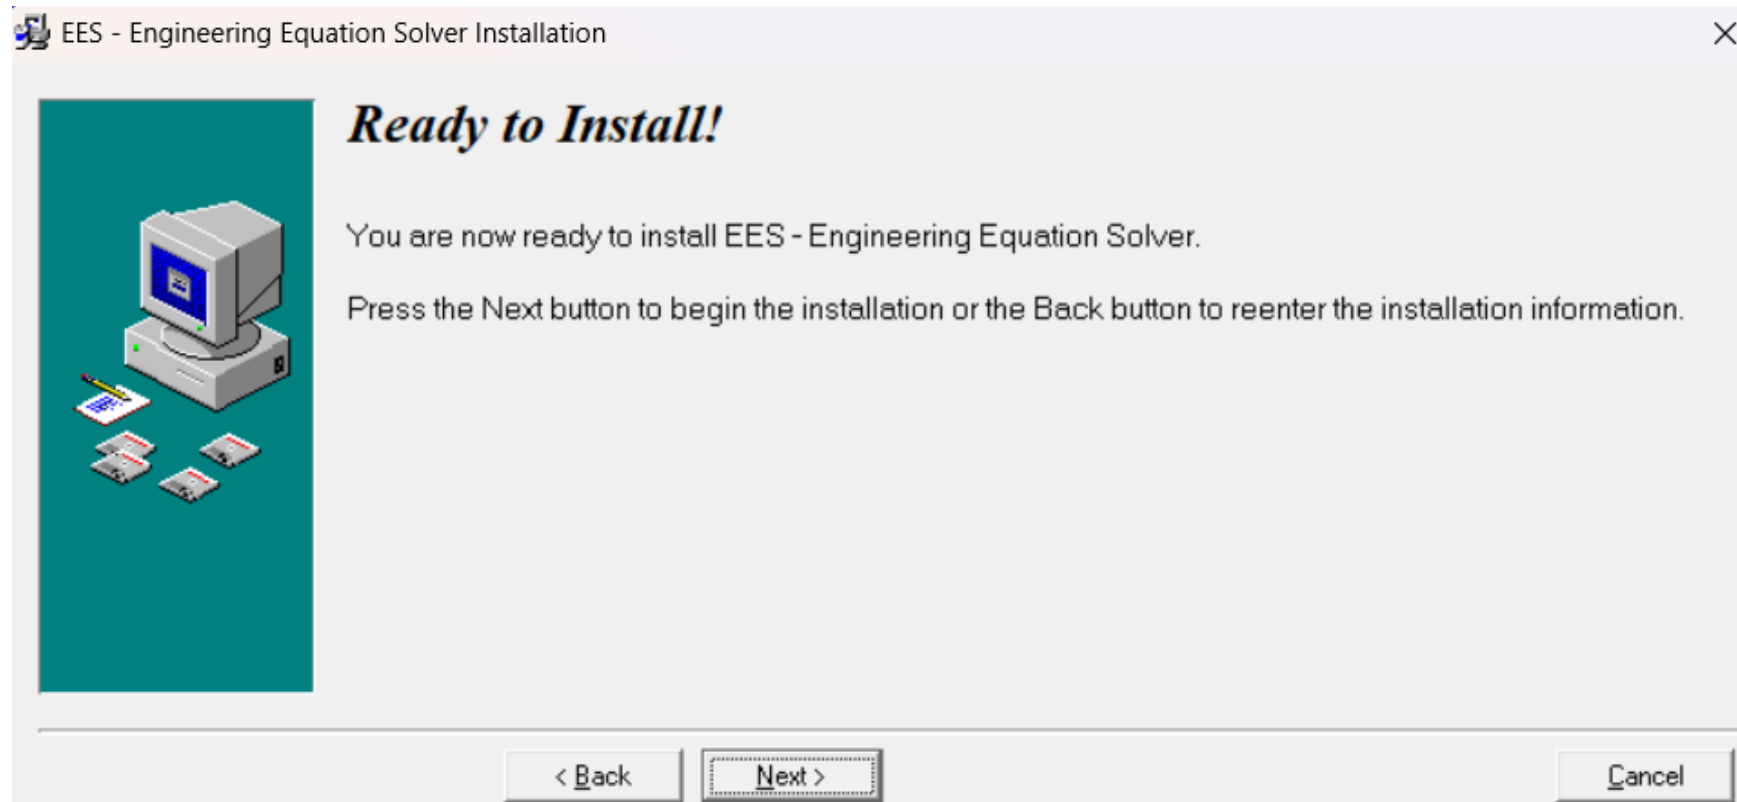 EES - Engineering Equation Solver Installation
Ready to Install!
You are now ready to install EES - Engineering Equation Solver.
Press the Next button to begin the installation or the Back button to reenter the installation information.
< Back
Next >
Cancel